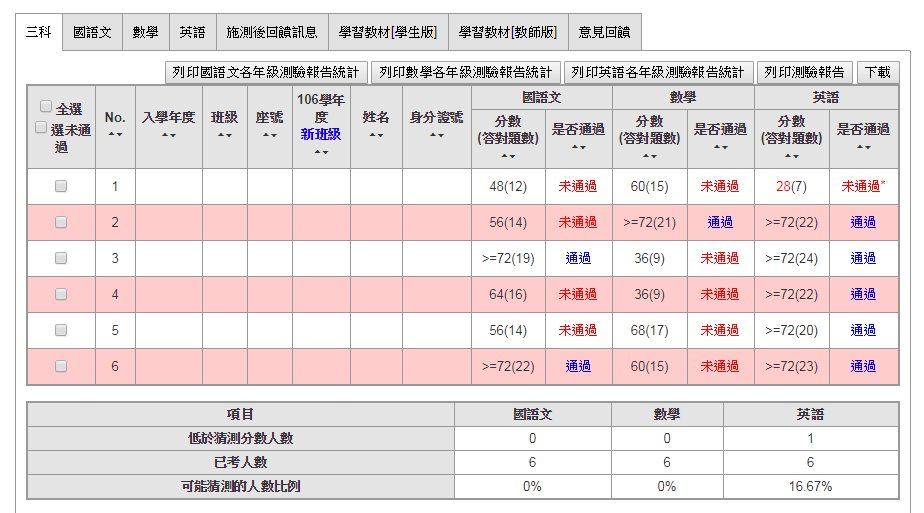 三科 國語文 數學 英語 施測後回饋訊息 學習教材[學生版] 學習教材[教師版] 意見回饋
列印國語文各年級測驗報告統計 列印數學各年級測驗報告統計 列印英語各年級測驗報告統計 列印測驗報告 下載
全選
選未通過
No.
入學年度
班級
座號
106學年度
新班級
姓名
身分證號
國語文 數學 英語
分數
(答對題數)
是否通過
分數
(答對題數)
是否通過
分數
(答對題數)
是否通過
1 48(12) 未通過 60(15) 未通過 28(7) 未通過*
2 56(14) 未通過 >=72(21) 通過 >=72(22) 通過
3 >=72(19) 通過 36(9) 未通過 >=72(24) 通過
4 64(16) 未通過 36(9) 未通過 >=72(22) 通過
5 56(14) 未通過 68(17) 未通過 >=72(20) 通過
6 >=72(22) 通過 60(15) 未通過 >=72(23) 通過
項目 國語文 數學 英語
低於猜測分數人數 0 0 1
已考人數 6 6 6
可能猜測的人數比例 0% 0% 16.67%